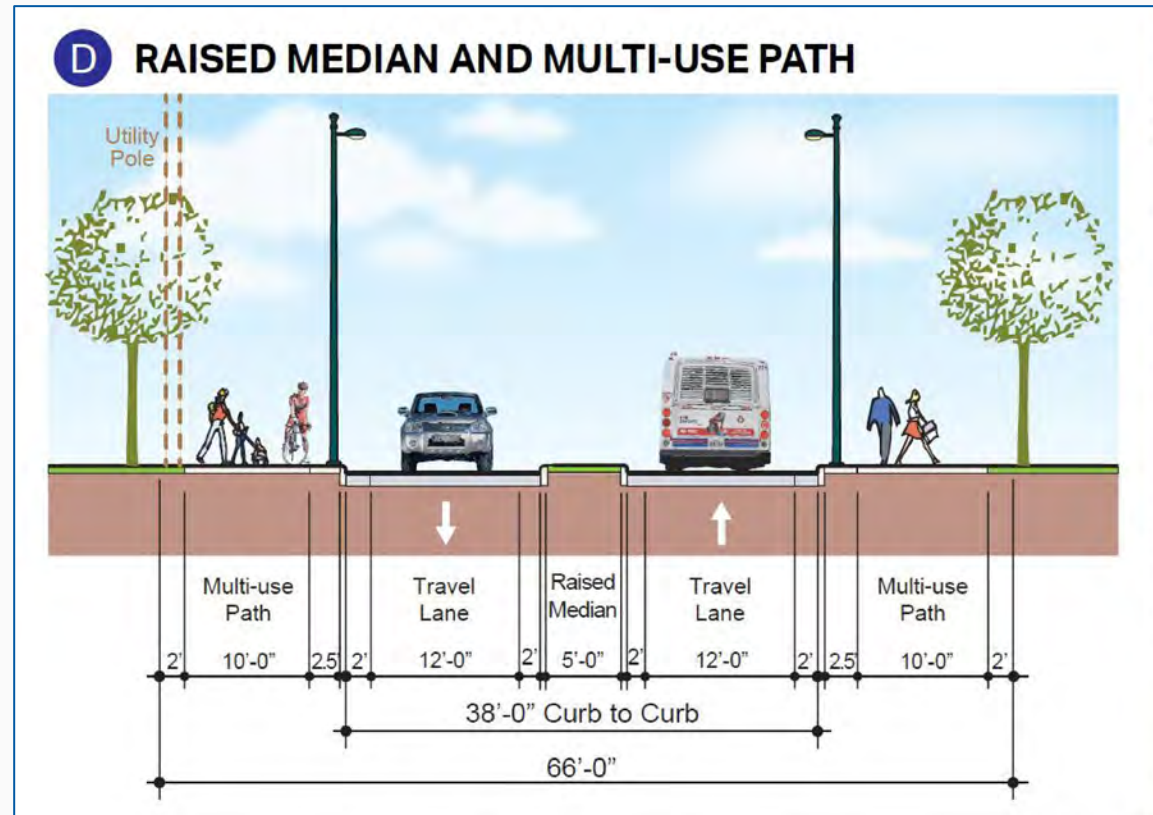 D RAISED MEDIAN AND MULTI-USE PATH
Utility
Pole
Multi-use
Path
Travel
Lane
Raised
Median
Travel
Lane
Multi-use
Path
2' 10'-0" 2.5' 2' 12'-0" 2' 5'-0" 2' 12'-0" 2' 2.5' 10'-0" 2'
38'-0" Curb to Curb
66'-0"